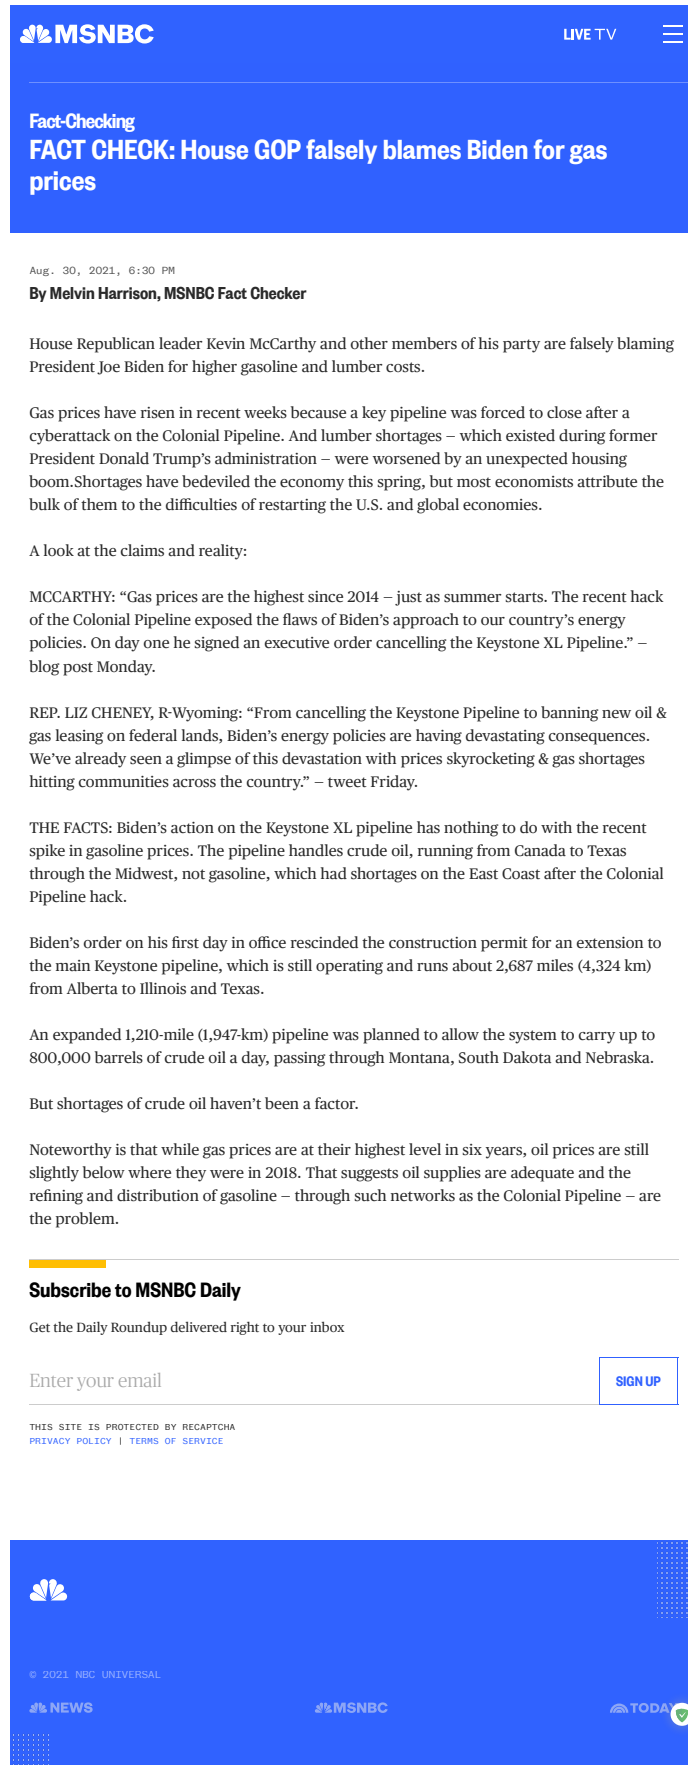 MSNBC
LIVE TV
Fact-Checking
FACT CHECK: House GOP falsely blames Biden for gas
prices
Aug. 30, 2021, 6:30 PM
By Melvin Harrison, MSNBC Fact Checker
House Republican leader Kevin McCarthy and other members of his party are falsely blaming
President Joe Biden for higher gasoline and lumber costs.
Gas prices have risen in recent weeks because a key pipeline was forced to close after a
cyberattack on the Colonial Pipeline. And lumber shortages – which existed during former
President Donald Trump’s administration – were worsened by an unexpected housing
boom.Shortages have bedeviled the economy this spring, but most economists attribute the
bulk of them to the difficulties of restarting the U.S. and global economies.
A look at the claims and reality:
MCCARTHY: “Gas prices are the highest since 2014 – just as summer starts. The recent hack
of the Colonial Pipeline exposed the flaws of Biden’s approach to our country’s energy
policies. On day one he signed an executive order cancelling the Keystone XL Pipeline.” –
blog post Monday.
REP. LIZ CHENEY, R-Wyoming: “From cancelling the Keystone Pipeline to banning new oil &
gas leasing on federal lands, Biden’s energy policies are having devastating consequences.
We’ve already seen a glimpse of this devastation with prices skyrocketing & gas shortages
hitting communities across the country.” – tweet Friday.
THE FACTS: Biden’s action on the Keystone XL pipeline has nothing to do with the recent
spike in gasoline prices. The pipeline handles crude oil, running from Canada to Texas
through the Midwest, not gasoline, which had shortages on the East Coast after the Colonial
Pipeline hack.
Biden’s order on his first day in office rescinded the construction permit for an extension to
the main Keystone pipeline, which is still operating and runs about 2,687 miles (4,324 km)
from Alberta to Illinois and Texas.
An expanded 1,210-mile (1,947-km) pipeline was planned to allow the system to carry up to
800,000 barrels of crude oil a day, passing through Montana, South Dakota and Nebraska.
But shortages of crude oil haven’t been a factor.
Noteworthy is that while gas prices are at their highest level in six years, oil prices are still
slightly below where they were in 2018. That suggests oil supplies are adequate and the
refining and distribution of gasoline – through such networks as the Colonial Pipeline – are
the problem.
Subscribe to MSNBC Daily
Get the Daily Roundup delivered right to your inbox
Enter your email
SIGN UP
THIS SITE IS PROTECTED BY RECAPTCHA
PRIVACY POLICY | TERMS OF SERVICE
© 2021 NBC UNIVERSAL
NEWS
MSNBC
TODAY